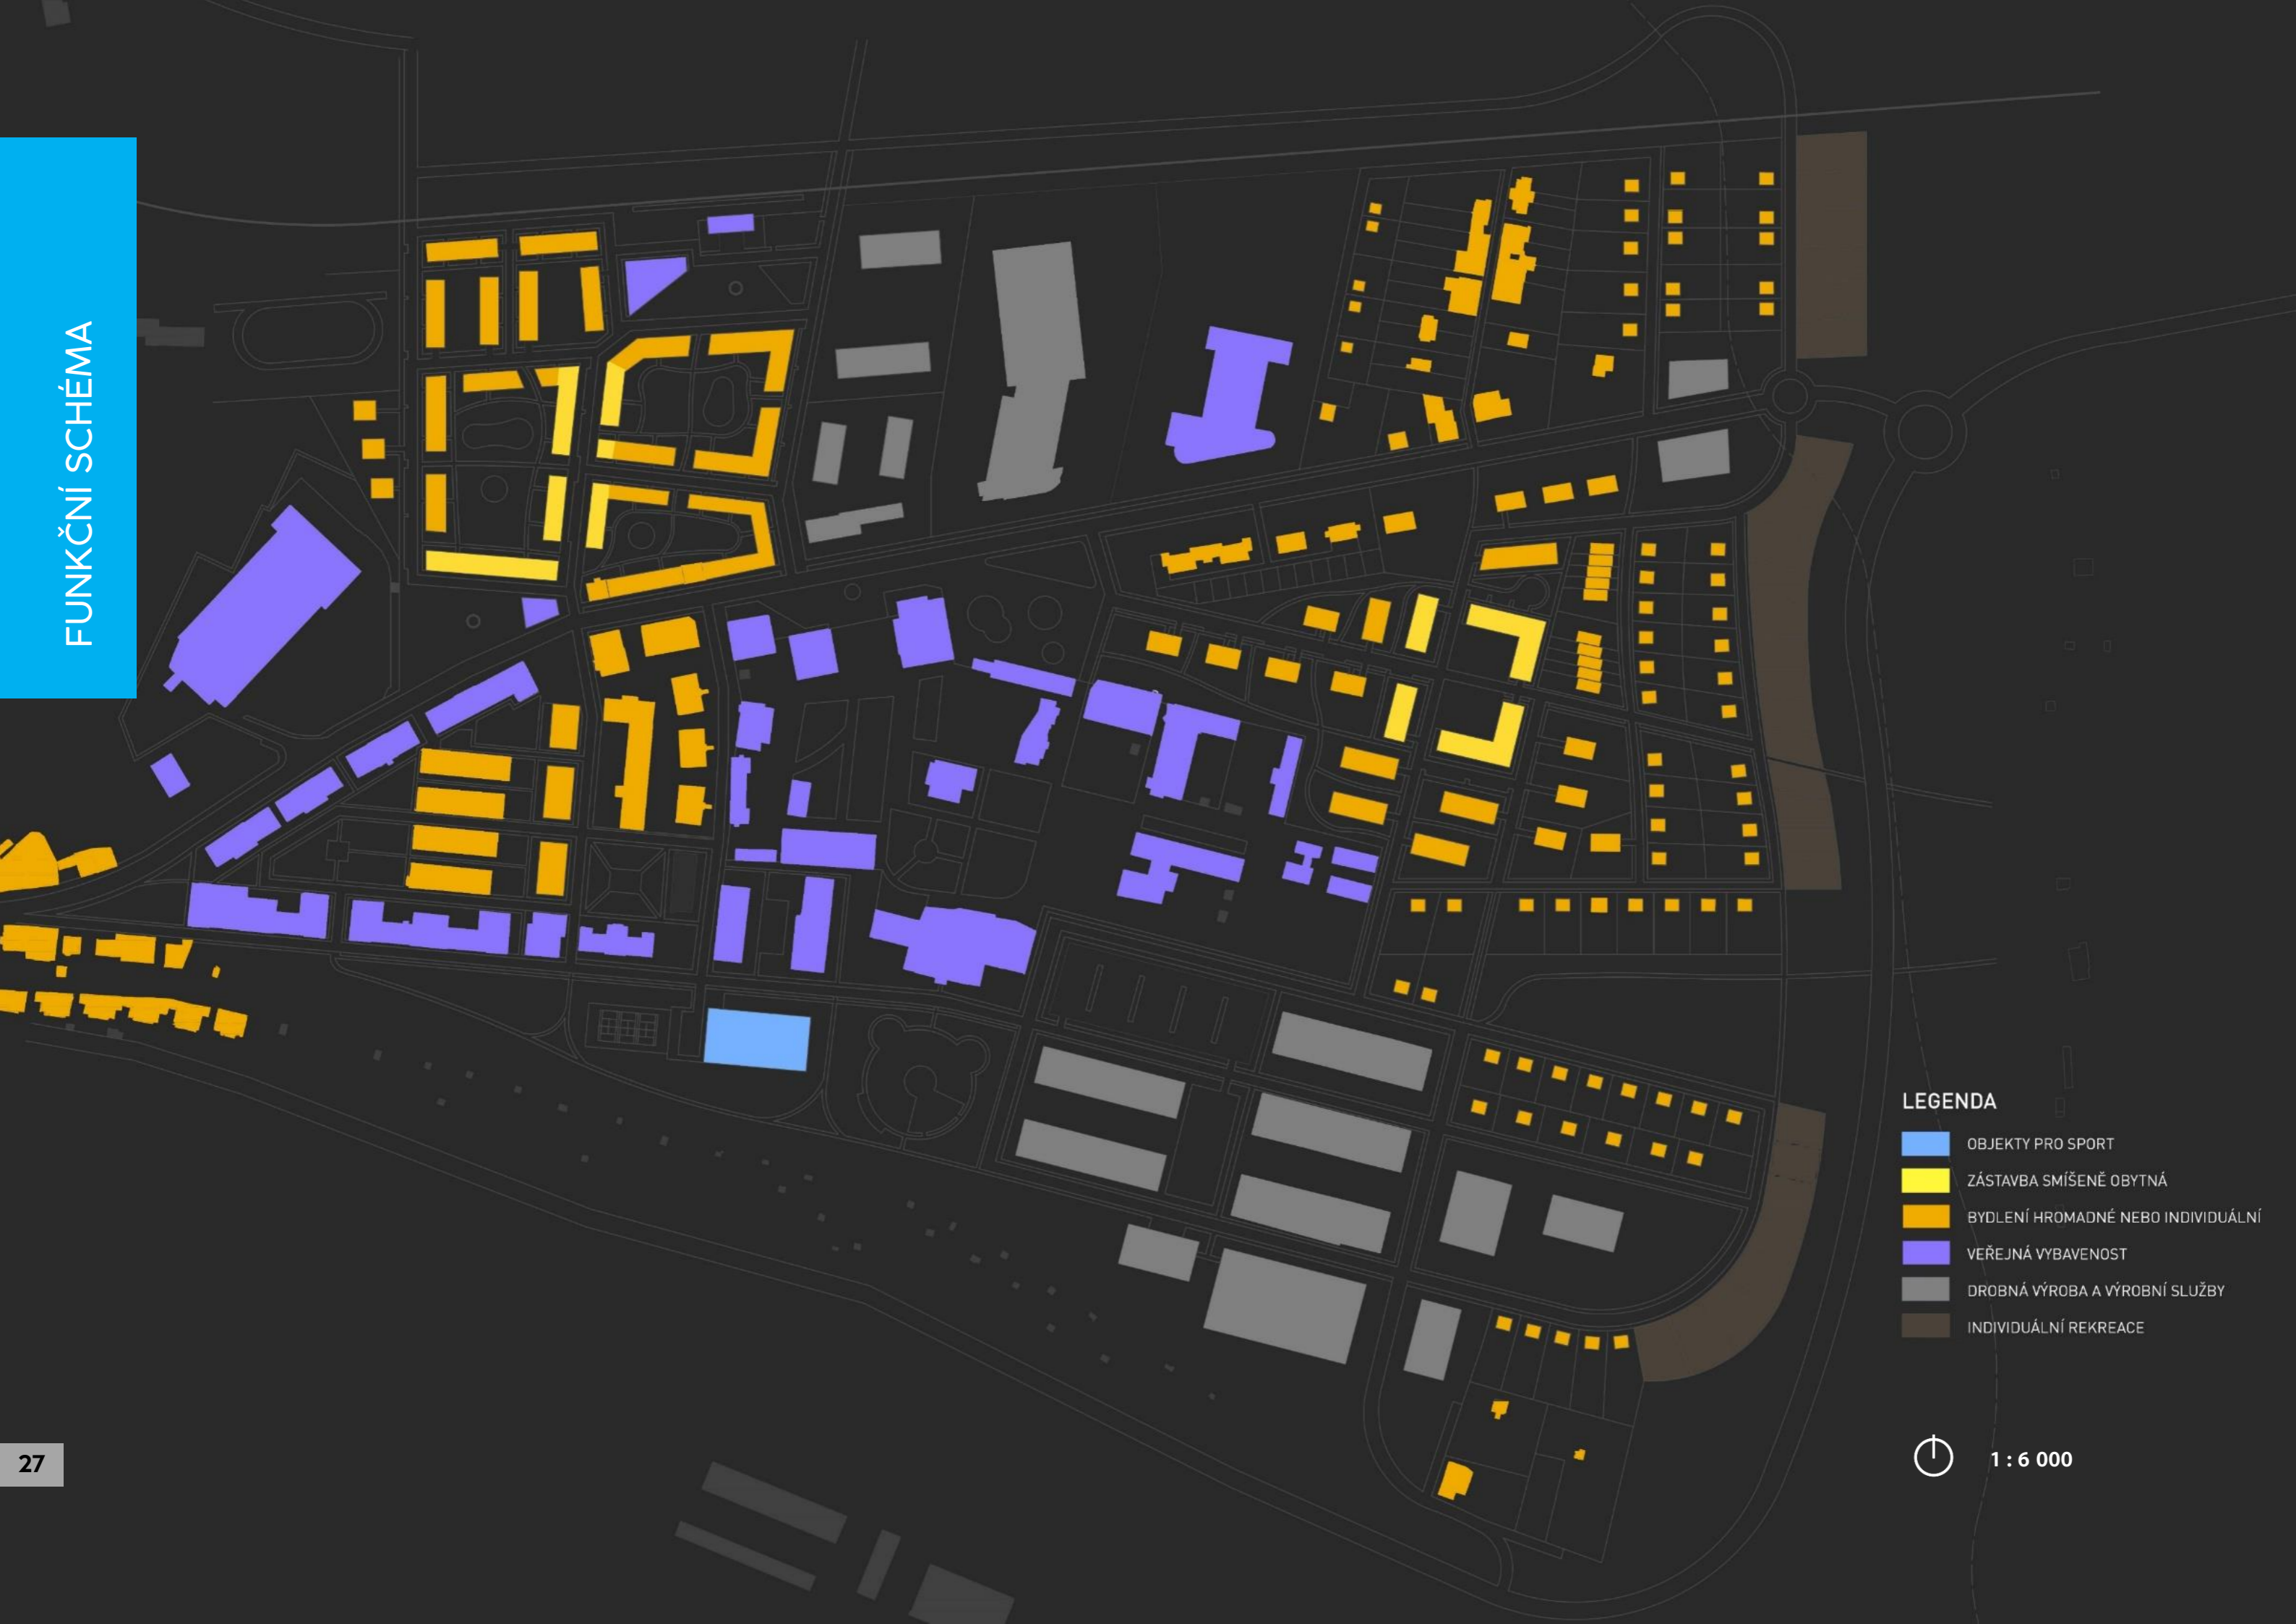 FUNKČNÍ SCHÉMA
LEGENDA
OBJEKTY PRO SPORT
ZÁSTAVBA SMÍŠENĚ OBYTNÁ
BYDLENÍ HROMADNÉ NEBO INDIVIDUÁLNÍ
VEŘEJNÁ VYBAVENOST
DROBNÁ VÝROBA A VÝROBNÍ SLUŽBY
INDIVIDUÁLNÍ REKREACE
27
1 : 6 000